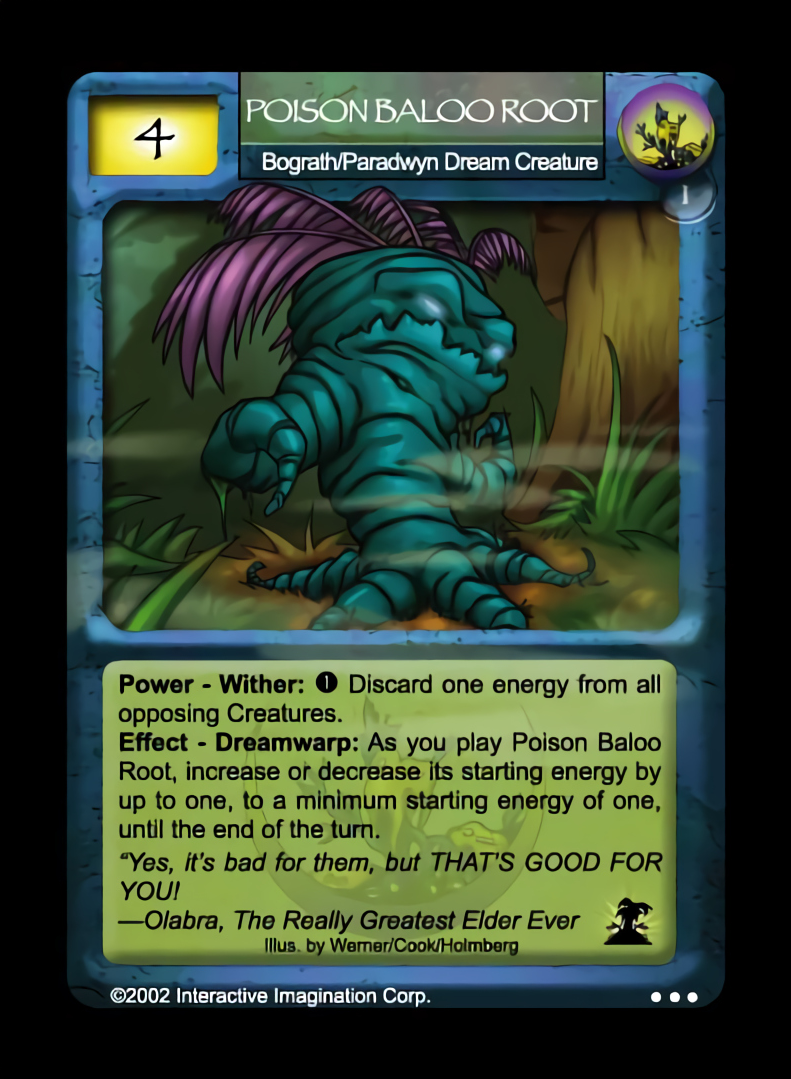 4
POISON BALOO ROOT
Bograth/Paradwyn Dream Creature
1
Power - Wither: ❶ Discard one energy from all
opposing Creatures.
Effect - Dreamwarp: As you play Poison Baloo
Root, increase or decrease its starting energy by
up to one, to a minimum starting energy of one,
until the end of the turn.
“Yes, it's bad for them, but THAT'S GOOD FOR
YOU!
—Olabra, The Really Greatest Elder Ever
Illus. by Werner/Cook/Holmberg
©2002 Interactive Imagination Corp.